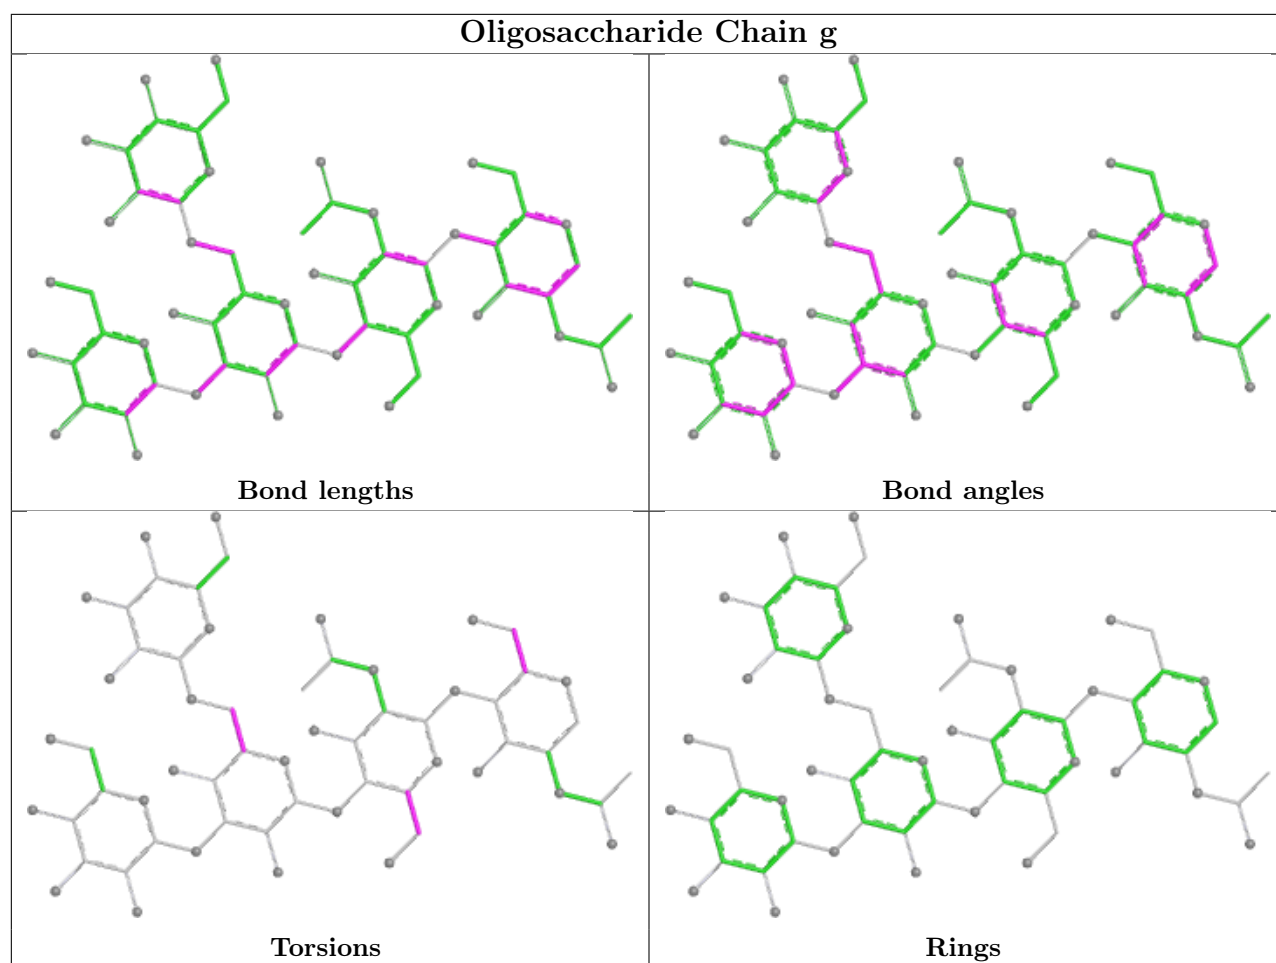 Oligosaccharide Chain g
Bond lengths
Bond angles
Torsions
Rings